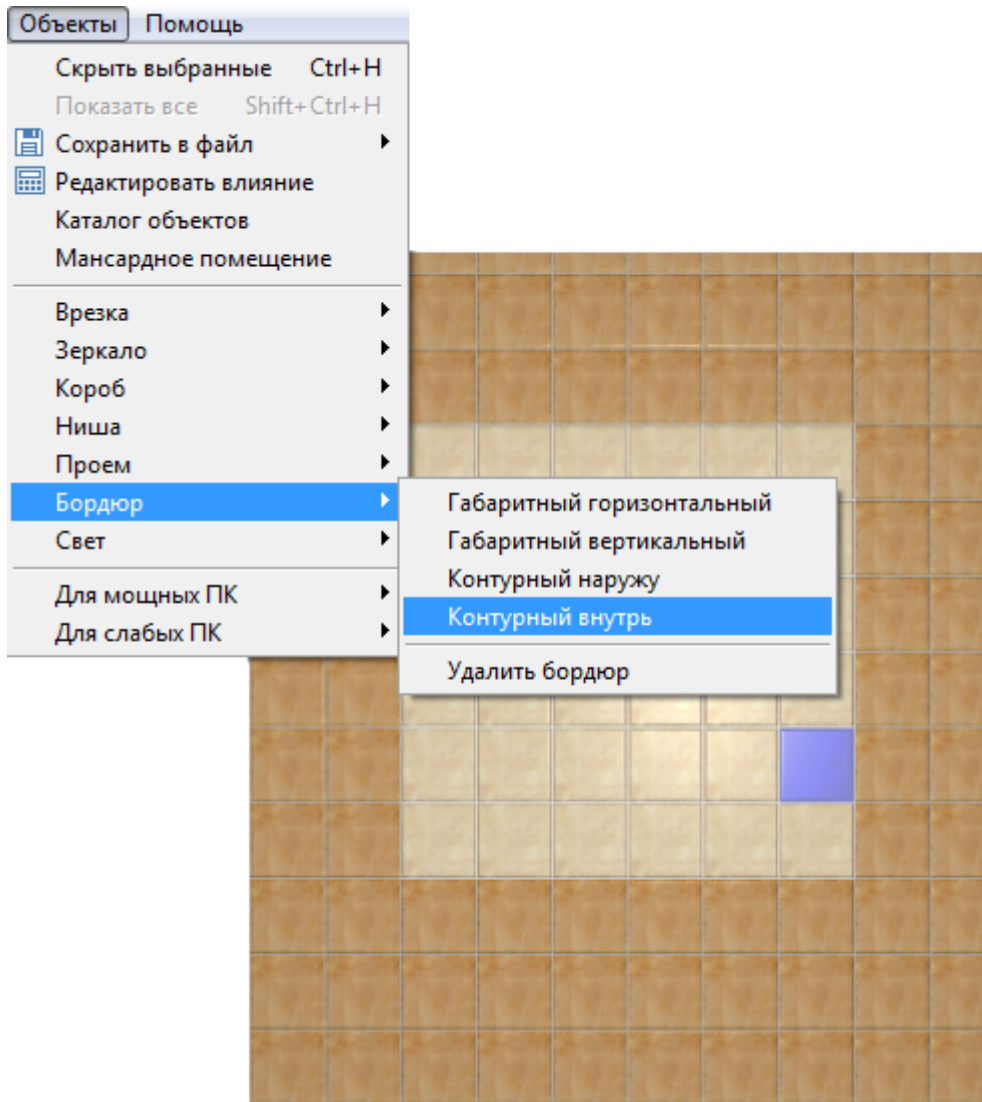 Объекты Помощь
Скрыть выбранные Ctrl+H
Показать все Shift+Ctrl+H
Сохранить в файл
Редактировать влияние
Каталог объектов
Мансардное помещение
Врезка
Зеркало
Короб
Ниша
Проем
Бордюр
Свет
Для мощных ПК
Для слабых ПК
Габаритный горизонтальный
Габаритный вертикальный
Контурный наружу
Контурный внутрь
Удалить бордюр